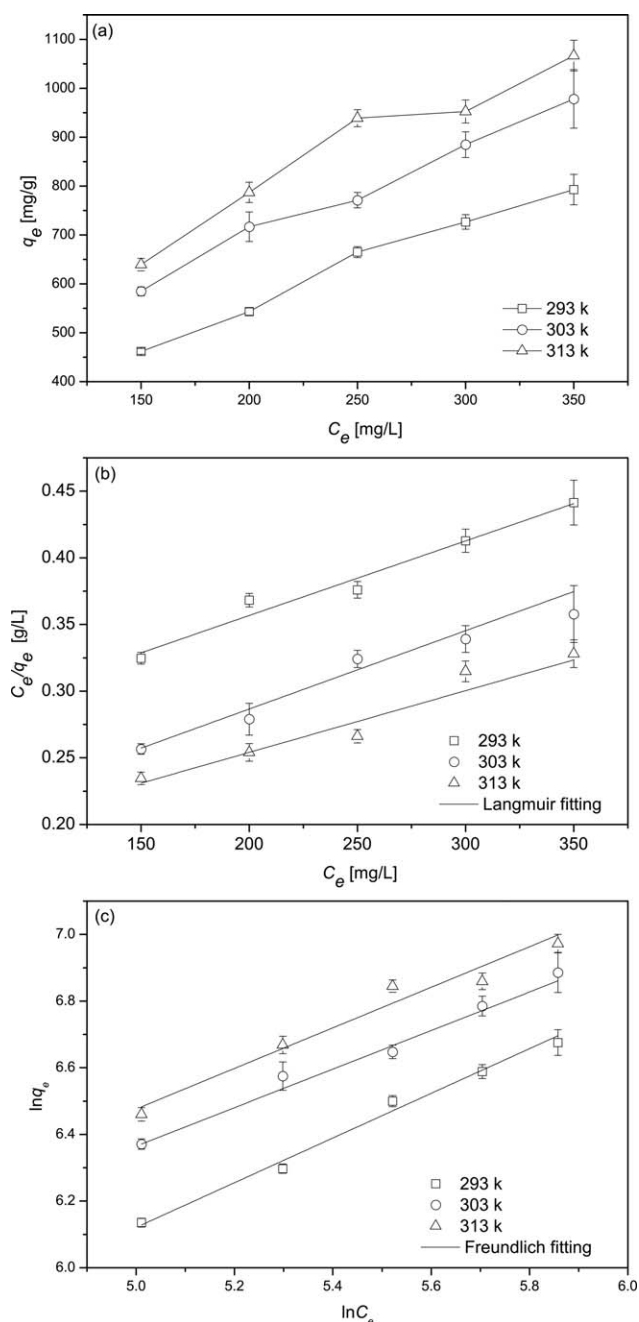 (a)
1100
1000
900
800
700
600
500
400
q_e [mg/g]
293 k
303 k
313 k
150 200 250 300 350
C_e [mg/L]
(b)
0.45
0.40
0.35
0.30
0.25
0.20
C_e/q_e [g/L]
293 k
303 k
313 k
Langmuir fitting
150 200 250 300 350
C_e [mg/L]
(c)
7.0
6.8
6.6
6.4
6.2
6.0
lnq_e
293 k
303 k
313 k
Freundlich fitting
5.0 5.2 5.4 5.6 5.8 6.0
lnC_e